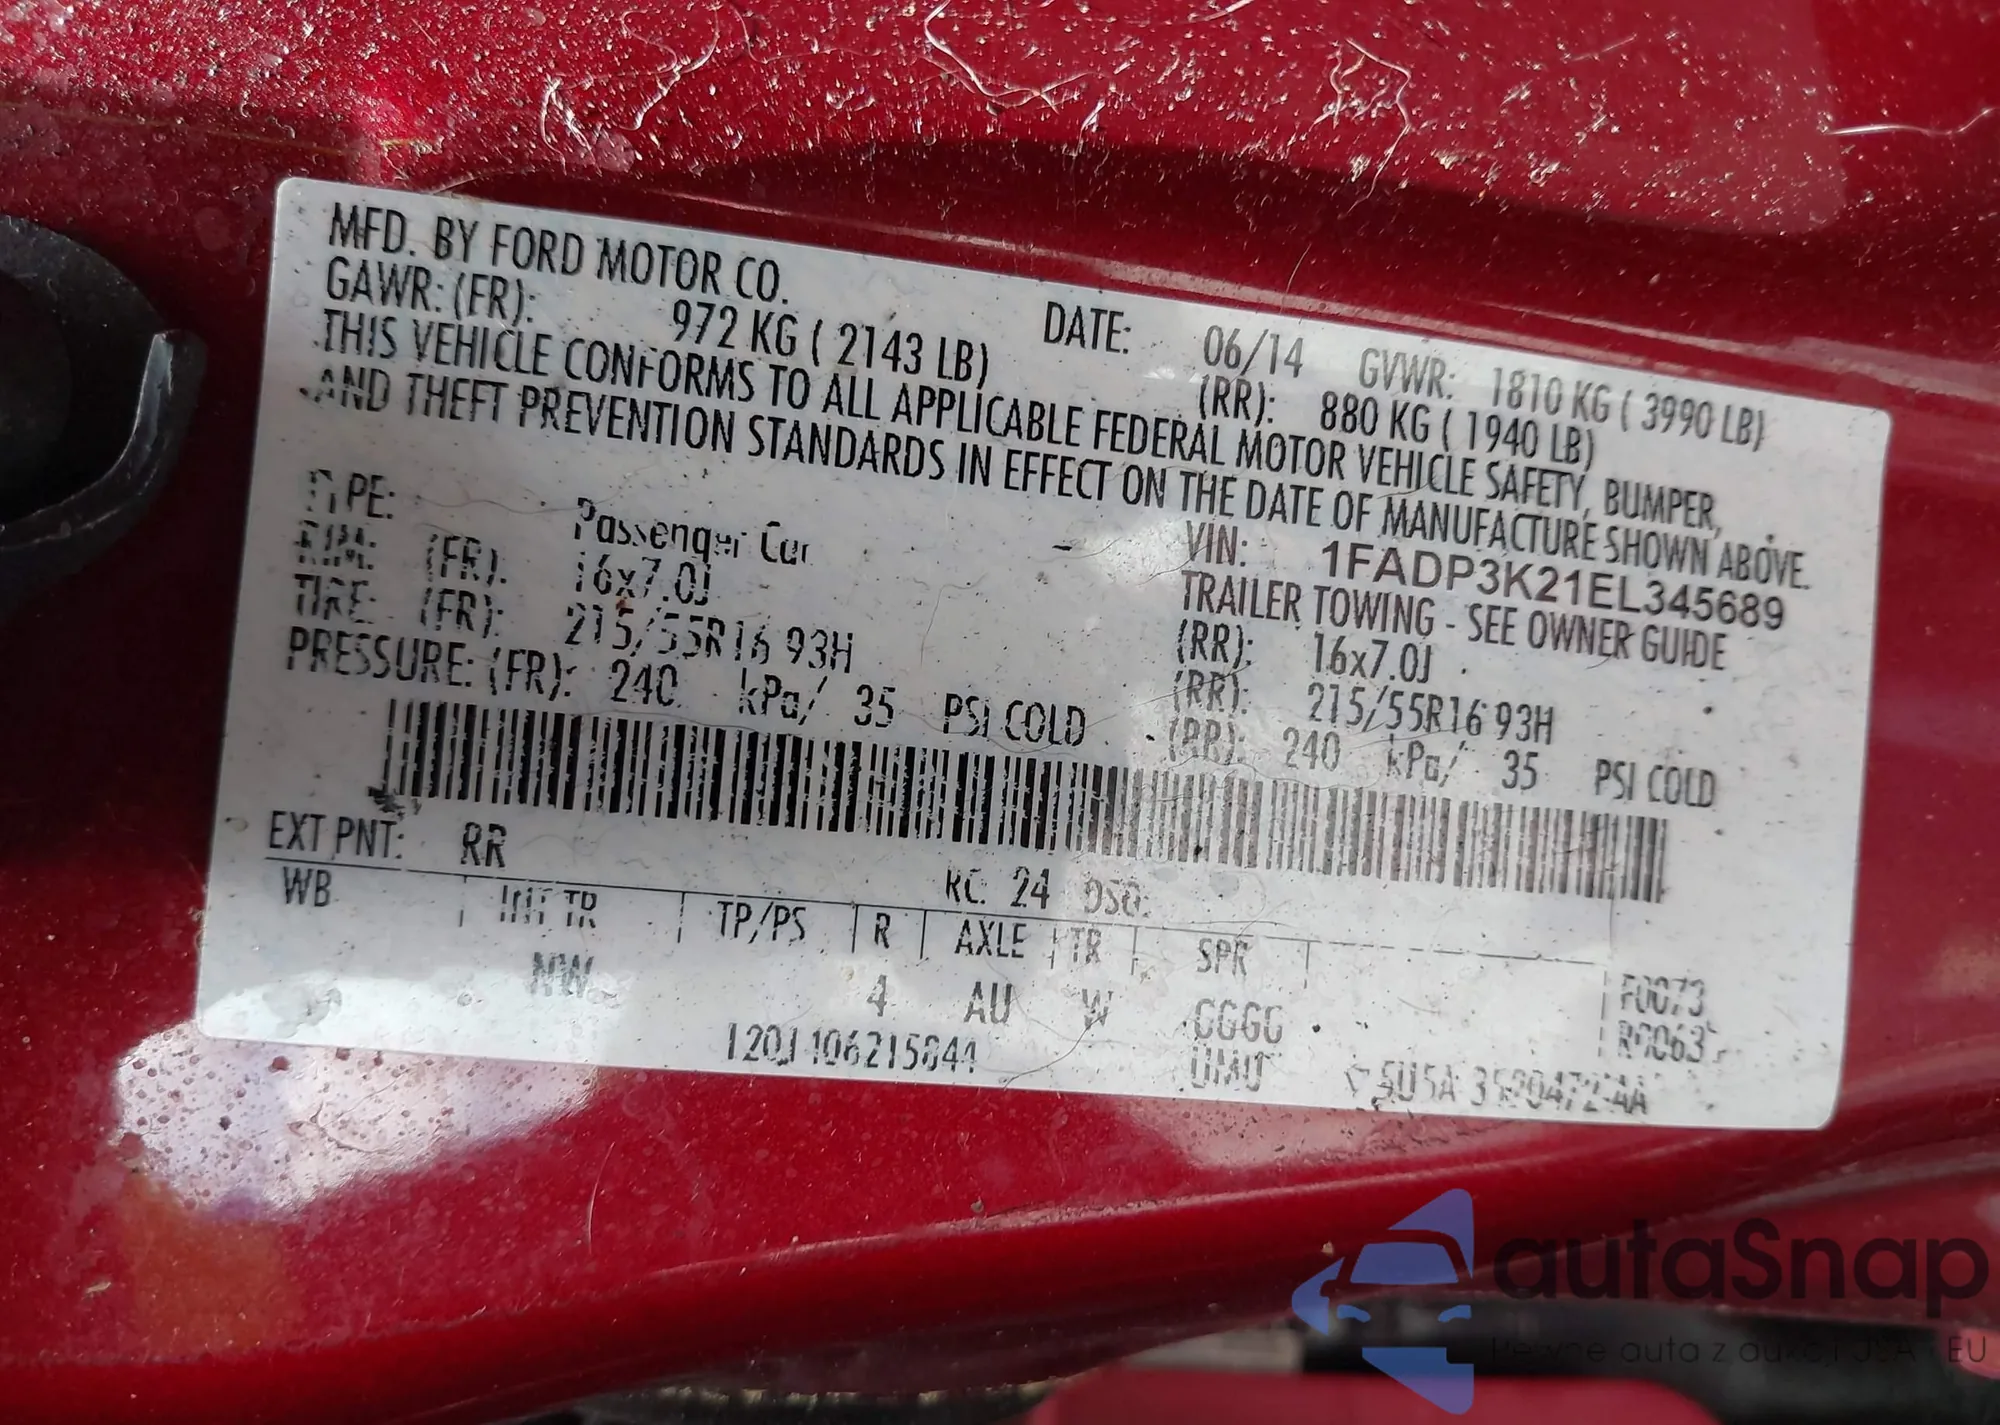 MFD. BY FORD MOTOR CO. DATE: 06/14 GVWR: 1810 KG ( 3990 LB)
GAWR: (FR): 972 KG ( 2143 LB) (RR): 880 KG ( 1940 LB)
THIS VEHICLE CONFORMS TO ALL APPLICABLE FEDERAL MOTOR VEHICLE SAFETY, BUMPER,
AND THEFT PREVENTION STANDARDS IN EFFECT ON THE DATE OF MANUFACTURE SHOWN ABOVE.
VIN: 1FADP3K21EL345689
TYPE: Passenger Car TRAILER TOWING - SEE OWNER GUIDE
RIM: (FR): 16x7.0J (RR): 16x7.0J
TIRE: (FR): 215/55R16 93H (RR): 215/55R16 93H
PRESSURE: (FR): 240 kPa/ 35 PSI COLD (RR): 240 kPa/ 35 PSI COLD
EXT PNT: RR RC: 24 DSO:
WB INT TR TP/PS R AXLE TR SPR F0073
NW 4 AU W GGGG
UMU
autaSnap
auta z EU